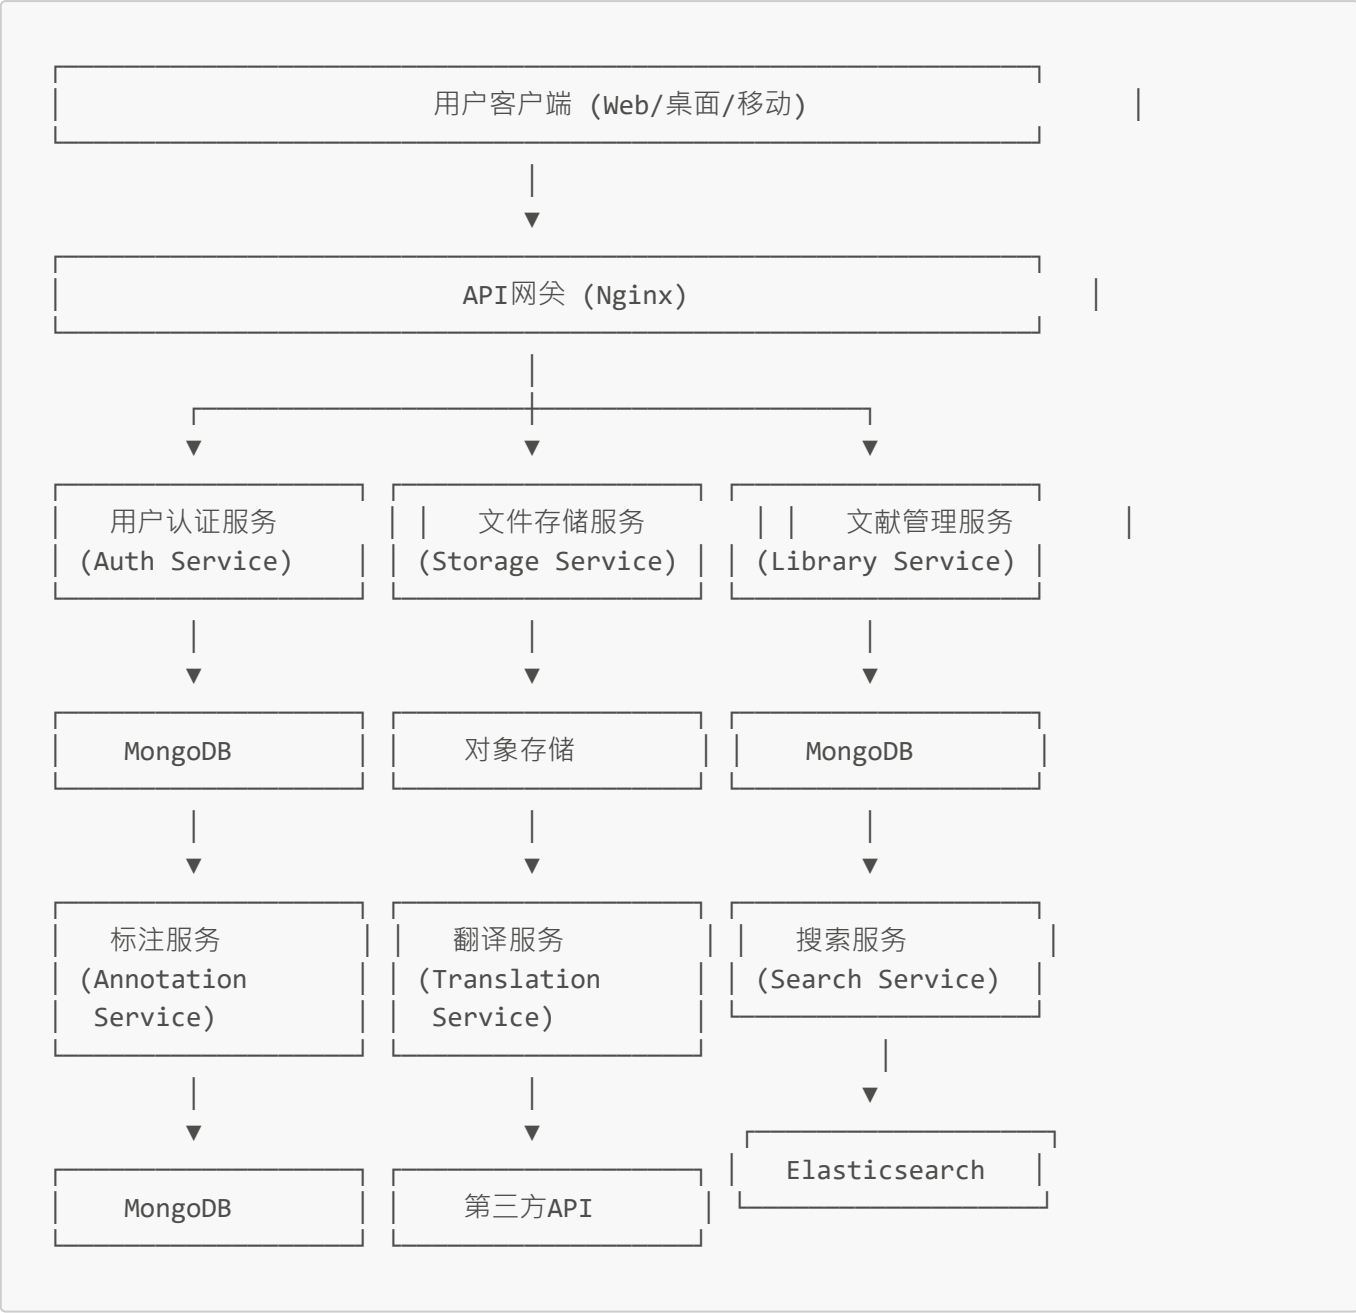 用户客户端 (Web/桌面/移动)
API网关 (Nginx)
用户认证服务 文件存储服务 文献管理服务
(Auth Service) (Storage Service) (Library Service)
MongoDB 对象存储 MongoDB
标注服务 翻译服务 搜索服务
(Annotation (Translation (Search Service)
Service) Service)
Elasticsearch
MongoDB 第三方API